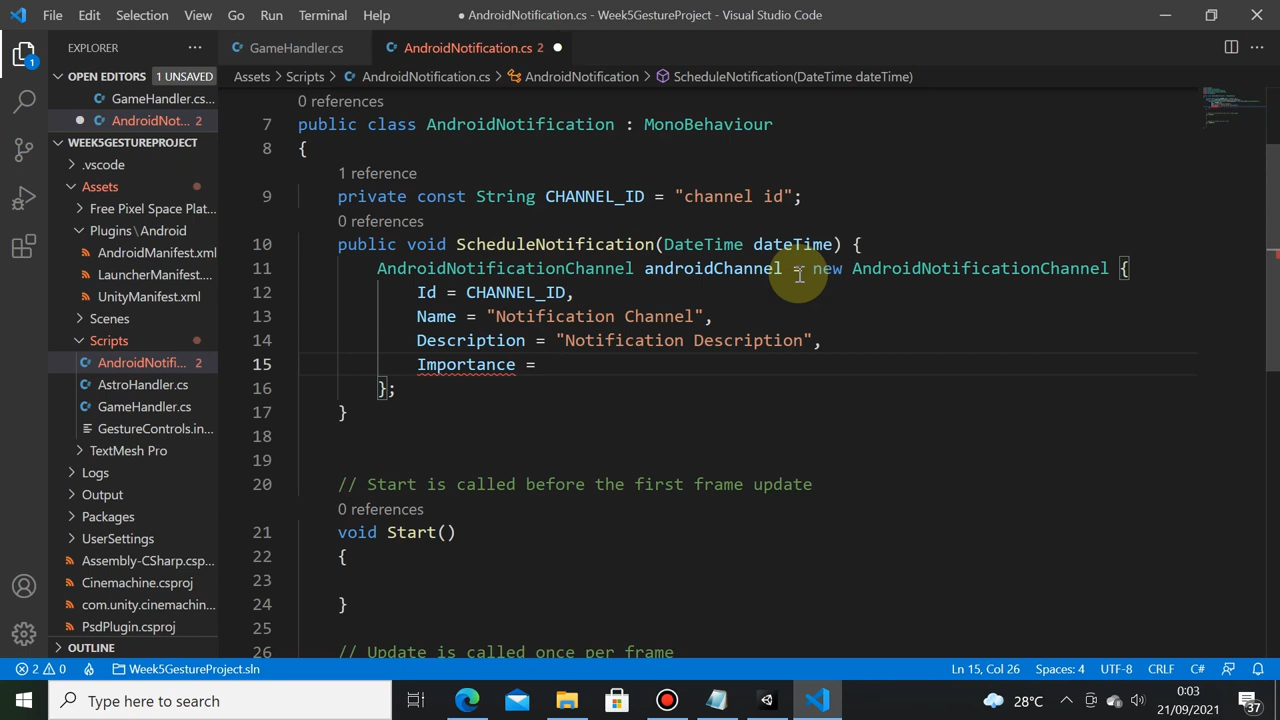 File Edit Selection View Go Run Terminal Help
● AndroidNotification.cs - Week5GestureProject - Visual Studio Code
EXPLORER
GameHandler.cs
AndroidNotification.cs 2
OPEN EDITORS 1 UNSAVED
GameHandler.cs...
AndroidNot... 2
WEEK5GESTUREPROJECT
.vscode
Assets
Free Pixel Space Plat...
Plugins\Android
AndroidManifest.xml
LauncherManifest....
UnityManifest.xml
Scenes
Scripts
AndroidNotifi... 2
AstroHandler.cs
GameHandler.cs
GestureControls.in...
TextMesh Pro
Logs
Output
Packages
UserSettings
Assembly-CSharp.csp...
Cinemachine.csproj
com.unity.cinemachin...
PsdPlugin.csproj
OUTLINE
Assets > Scripts > AndroidNotification.cs > AndroidNotification > ScheduleNotification(DateTime dateTime)
0 references
7 public class AndroidNotification : MonoBehaviour
8 {
1 reference
9 private const String CHANNEL_ID = "channel id";
0 references
10 public void ScheduleNotification(DateTime dateTime) {
11 AndroidNotificationChannel androidChannel = new AndroidNotificationChannel {
12 Id = CHANNEL_ID,
13 Name = "Notification Channel",
14 Description = "Notification Description",
15 Importance =
16 };
17 }
18
19
20 // Start is called before the first frame update
0 references
21 void Start()
22 {
23
24 }
25
26 // Update is called once per frame
2 0 Week5GestureProject.sln Ln 15, Col 26 Spaces: 4 UTF-8 CRLF C#
Type here to search
28°C
0:03
21/09/2021
37
1